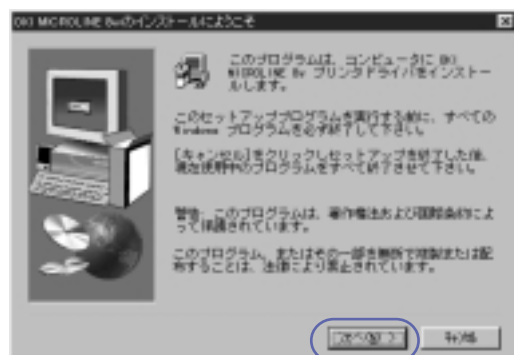 OKI MICROLINE 8wのインストールにようこそ
このプログラムは、コンピュータに OKI
MICROLINE 8w プリンタドライバをインストー
ルします。
このセットアッププログラムを実行する前に、すべての
Windows プログラムを必ず終了して下さい。
[キャンセル]をクリックしセットアップを終了した後、
現在使用中のプログラムをすべて終了させて下さい。
警告: このプログラムは、著作権法および国際条約によ
って保護されています。
このプログラム、またはその一部を無断で複製または配
布することは、法律により禁止されています。
次へ(N) >
キャンセル